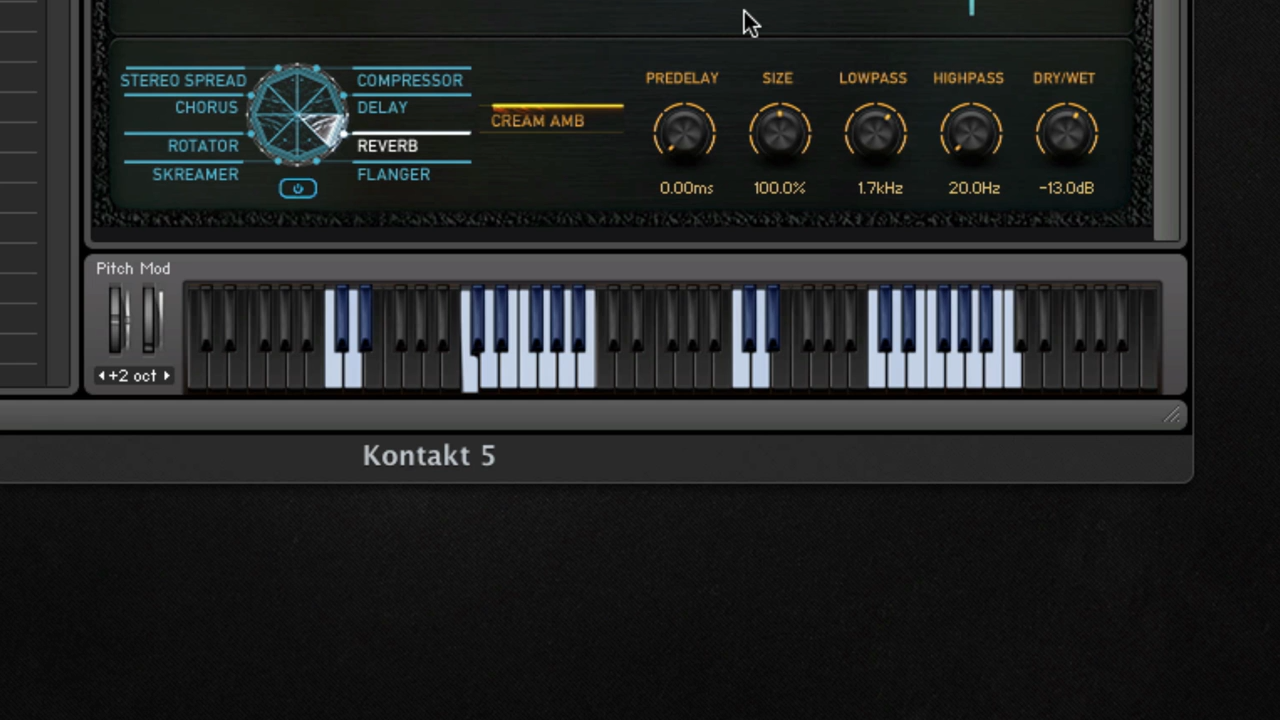 STEREO SPREAD
COMPRESSOR
CHORUS
DELAY
ROTATOR
REVERB
SKREAMER
FLANGER
CREAM AMB
PREDELAY SIZE LOWPASS HIGHPASS DRY/WET
0.00ms 100.0% 1.7kHz 20.0Hz -13.0dB
Pitch Mod
+2 oct
Kontakt 5